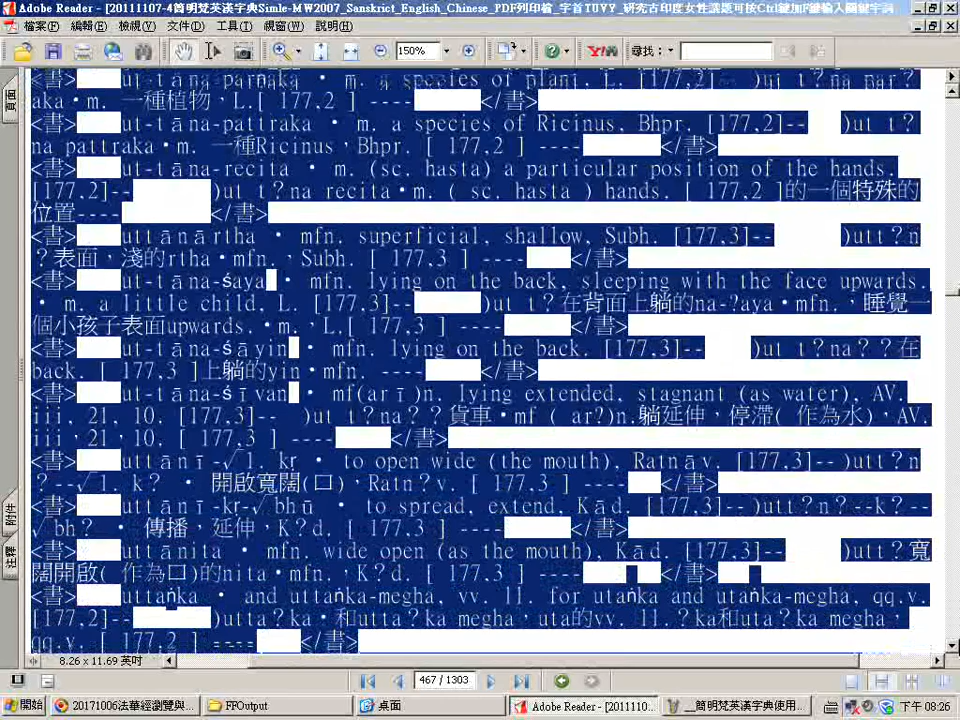 Adobe Reader - [20111107-4簡明梵英漢字典Simle-MW2007_Sanskrict_English_Chinese_PDF列印檔_字首TUVY_研究古印度女性議題可按Ctrl鍵加F鍵輸入關鍵字詞
檔案(F) 編輯(E) 檢視(V) 文件(D) 工具(T) 視窗(W) 說明(H)
150% Y! 尋找：
頁面
附件
注釋
<書> ut-tāna-parṇaka • m. a species of plant. L. [177,2] )ut t?na par?
aka•m. 一種植物，L.[ 177,2 ] ---- </書>
<書> ut-tāna-pattraka • m. a species of Ricinus, Bhpr. [177,2]-- )ut t?
na pattraka•m. 一種Ricinus，Bhpr. [ 177,2 ] ---- </書>
<書> ut-tāna-recita • m. (sc. hasta) a particular position of the hands.
[177,2]-- )ut t?na recita•m. ( sc. hasta ) hands. [ 177,2 ]的一個特殊的
位置---- </書>
<書> uttānārtha • mfn. superficial, shallow, Subh. [177,3]-- )utt?n
?表面，淺的rtha•mfn.，Subh. [ 177,3 ] ---- </書>
<書> ut-tāna-śaya • mfn. lying on the back, sleeping with the face upwards.
• m. a little child, L. [177,3]-- )ut t?在背面上躺的na-?aya•mfn.，睡覺一
個小孩子表面upwards.•m.，L.[ 177,3 ] ---- </書>
<書> ut-tāna-śāyin • mfn. lying on the back. [177,3]-- )ut t?na??在
back. [ 177,3 ]上躺的yin•mfn. ---- </書>
<書> ut-tāna-śīvan • mf(arī)n. lying extended, stagnant (as water), AV.
iii, 21, 10. [177,3]-- )ut t?na??貨車•mf ( ar?)n.躺延伸，停滯( 作為水)，AV.
iii，21，10. [ 177,3 ] ---- </書>
<書> uttānī-√1. kṛ • to open wide (the mouth), Ratnāv. [177,3]-- )utt?n
?--√1. k? • 開啟寬闊(口)，Ratn?v. [ 177,3 ] ---- </書>
<書> uttānī-kṛ-√bhū • to spread, extend, Kād. [177,3]-- )utt?n?--k?--
√bh? • 傳播，延伸，K?d. [ 177,3 ] ---- </書>
<書> uttānita • mfn. wide open (as the mouth), Kād. [177,3]-- )utt?寬
闊開啟( 作為口)的nita•mfn.，K?d. [ 177,3 ] ---- </書>
<書> uttaṅka • and uttaṅka-megha, vv. ll. for utaṅka and utaṅka-megha, qq.v.
[177,2]-- )utta?ka•和utta?ka megha，uta的vv. ll.?ka和uta?ka megha，
qq.v. [ 177,2 ] ---- </書>
8.26 x 11.69 英吋
467 / 1303
開始 20171006法華經瀏覽與... FFOutput 桌面 Adobe Reader - [2011110... __簡明梵英漢字典使用... 下午 08:26